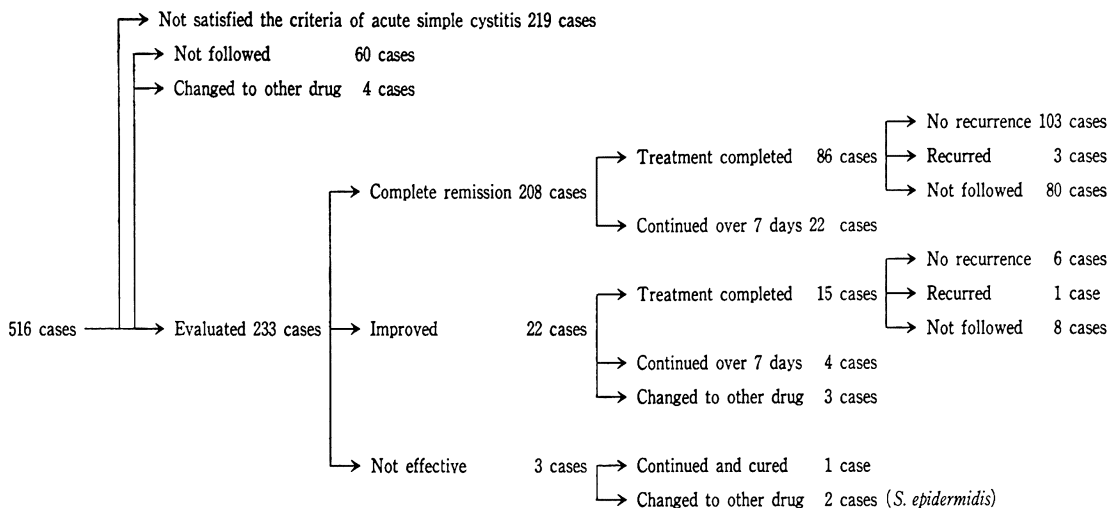 Not satisfied the criteria of acute simple cystitis 219 cases
Not followed 60 cases
Changed to other drug 4 cases
No recurrence 103 cases
Treatment completed 86 cases
Recurred 3 cases
Complete remission 208 cases
Not followed 80 cases
Continued over 7 days 22 cases
No recurrence 6 cases
Treatment completed 15 cases
Recurred 1 case
516 cases
Evaluated 233 cases
Improved 22 cases
Not followed 8 cases
Continued over 7 days 4 cases
Changed to other drug 3 cases
Not effective 3 cases
Continued and cured 1 case
Changed to other drug 2 cases (S. epidermidis)